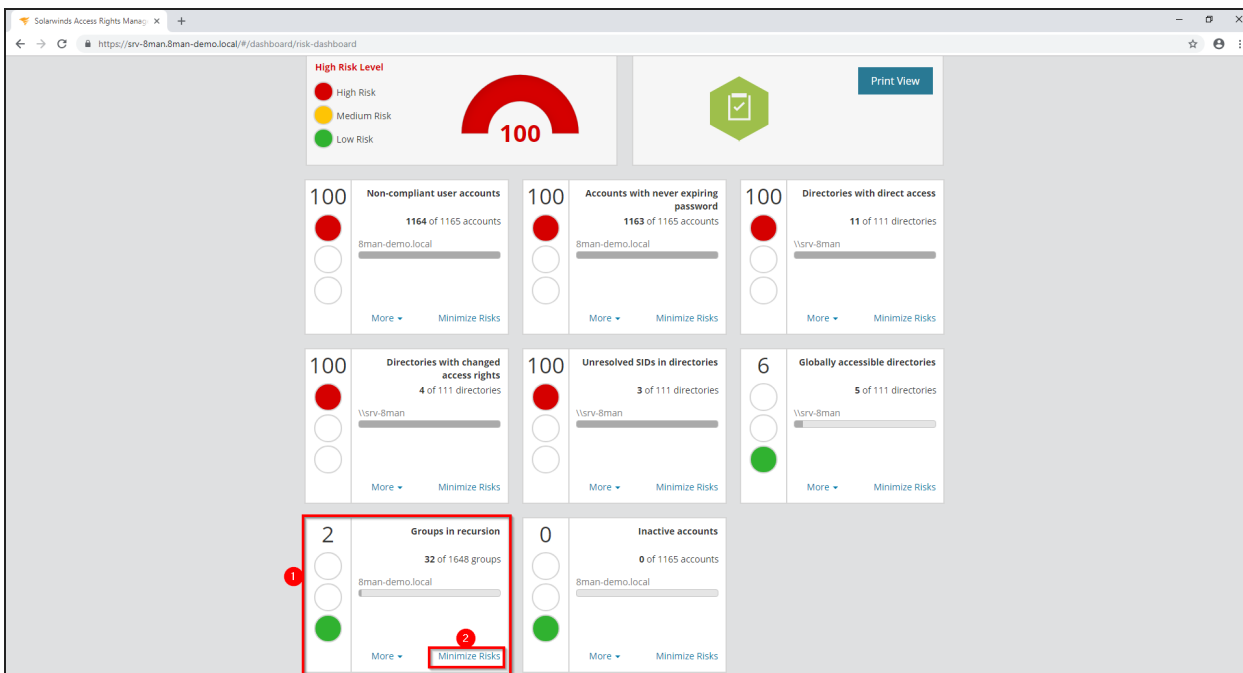 Solarwinds Access Rights Manag
https://srv-8man.8man-demo.local/#/dashboard/risk-dashboard
High Risk Level
High Risk
Medium Risk
Low Risk
100
Print View
100
Non-compliant user accounts
1164 of 1165 accounts
8man-demo.local
More
Minimize Risks
100
Accounts with never expiring
password
1163 of 1165 accounts
8man-demo.local
More
Minimize Risks
100
Directories with direct access
11 of 111 directories
\\srv-8man
More
Minimize Risks
100
Directories with changed
access rights
4 of 111 directories
\\srv-8man
More
Minimize Risks
100
Unresolved SIDs in directories
3 of 111 directories
\\srv-8man
More
Minimize Risks
6
Globally accessible directories
5 of 111 directories
\\srv-8man
More
Minimize Risks
1
2
Groups in recursion
32 of 1648 groups
8man-demo.local
2
More
Minimize Risks
0
Inactive accounts
0 of 1165 accounts
8man-demo.local
More
Minimize Risks